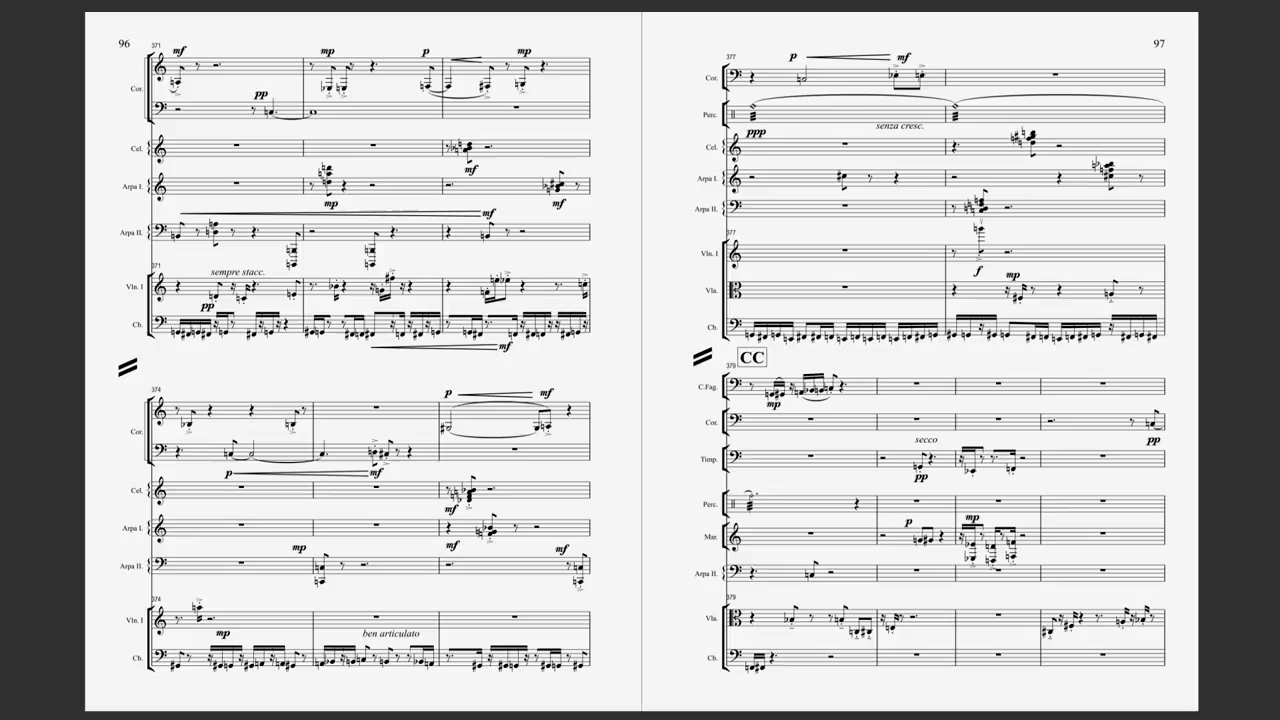 96
371
mf
mp
p
mp
Cor.
pp
Cel.
mf
Arpa I.
mp
mf
mf
Arpa II.
371
sempre stacc.
Vln. I
pp
Cb.
mf
374
p
mf
Cor.
p
mf
Cel.
mf
Arpa I.
mp
mf
mf
Arpa II.
374
Vln. I
mp
ben articulato
Cb.
97
377
p
mf
Cor.
Perc.
ppp
senza cresc.
Cel.
Arpa I.
Arpa II.
377
Vln. I
f
mp
Vla.
Cb.
379
CC
C.Fag.
mp
Cor.
secco
pp
Timp.
pp
Perc.
p
mp
Mar.
Arpa II.
379
Vla.
Cb.